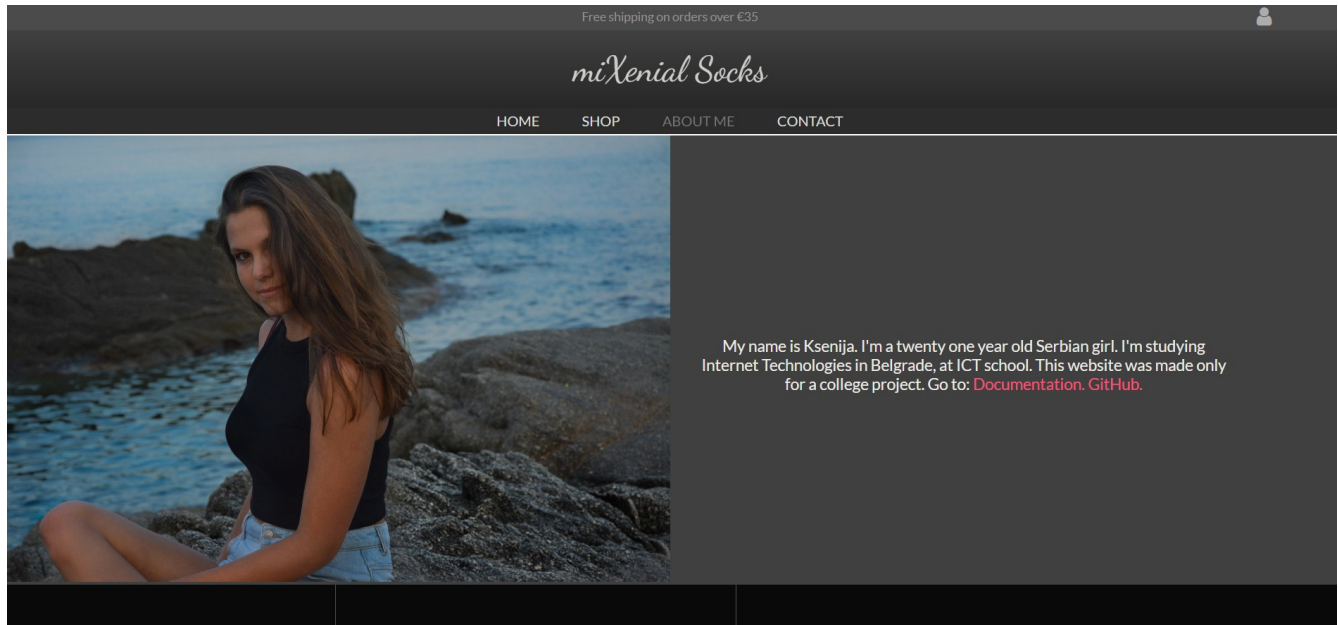 Free shipping on orders over €35
miXenial Socks
HOME SHOP ABOUT ME CONTACT
My name is Ksenija. I'm a twenty one year old Serbian girl. I'm studying
Internet Technologies in Belgrade, at ICT school. This website was made only
for a college project. Go to: Documentation. GitHub.